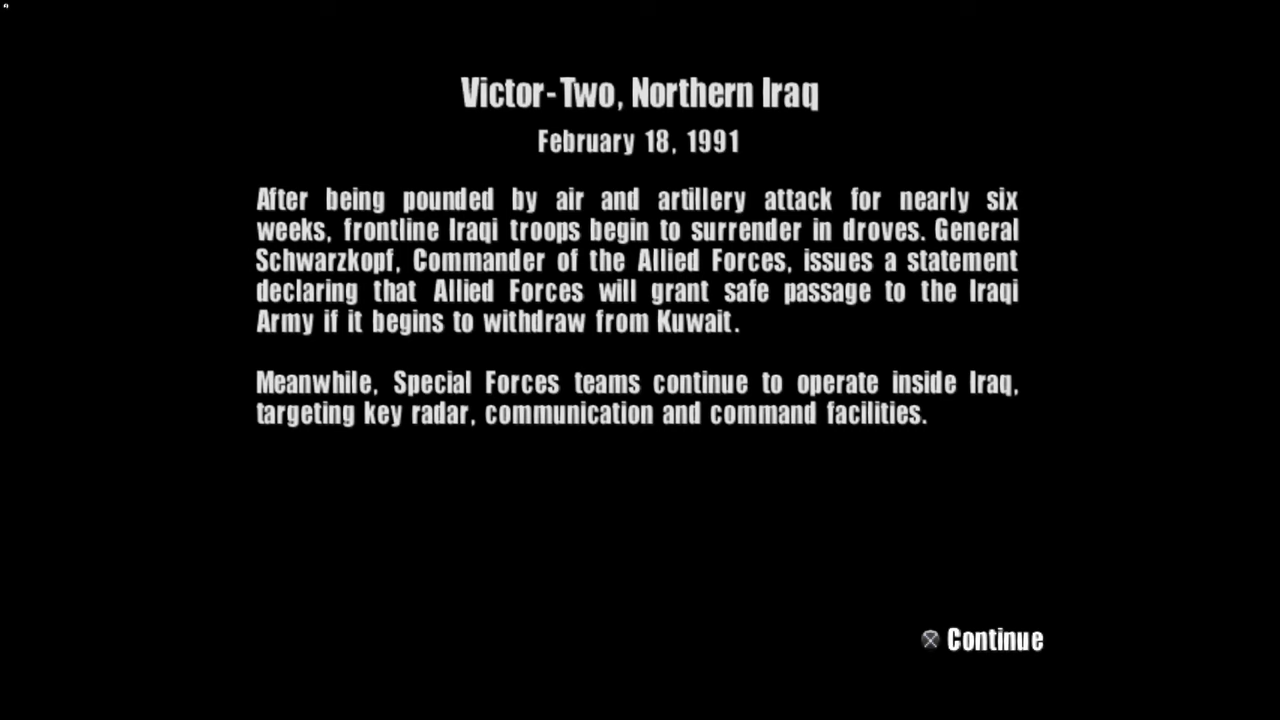 Victor-Two, Northern Iraq
February 18, 1991
After being pounded by air and artillery attack for nearly six
weeks, frontline Iraqi troops begin to surrender in droves. General
Schwarzkopf, Commander of the Allied Forces, issues a statement
declaring that Allied Forces will grant safe passage to the Iraqi
Army if it begins to withdraw from Kuwait.
Meanwhile, Special Forces teams continue to operate inside Iraq,
targeting key radar, communication and command facilities.
Continue